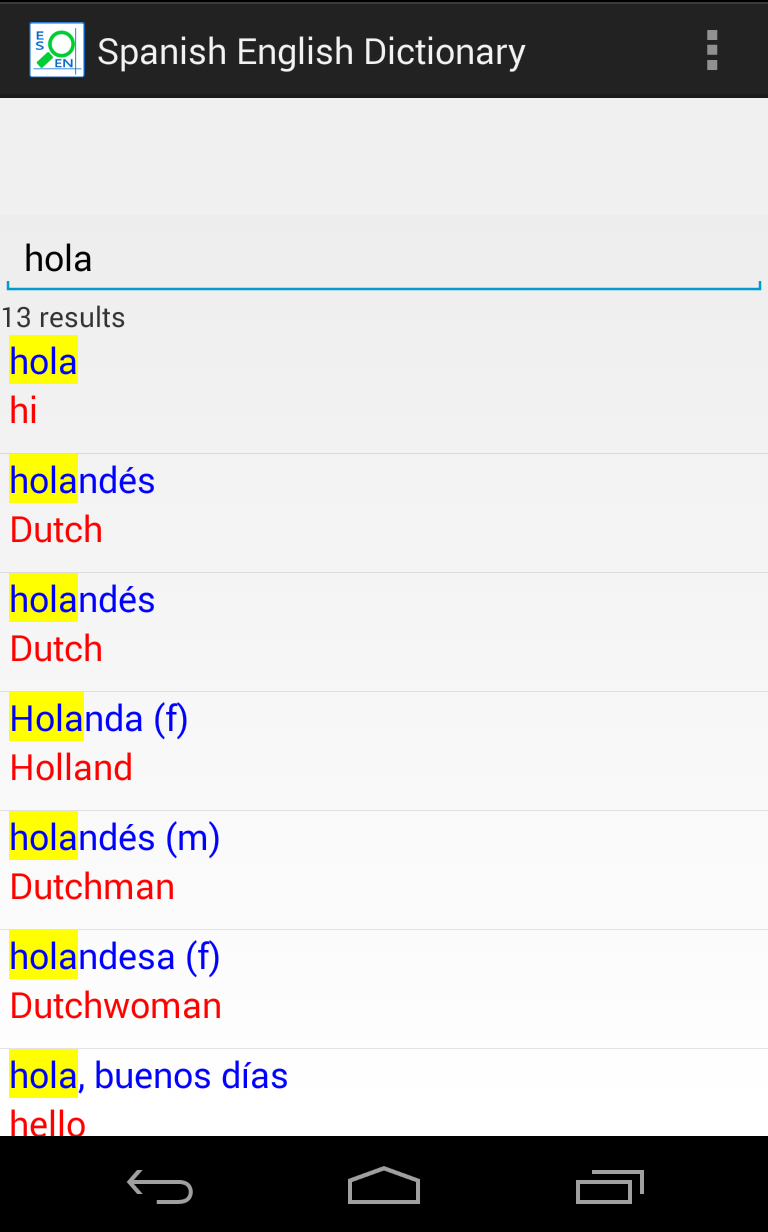 ES
EN
Spanish English Dictionary
hola
13 results
hola
hi
holandés
Dutch
holandés
Dutch
Holanda (f)
Holland
holandés (m)
Dutchman
holandesa (f)
Dutchwoman
hola, buenos días
hello